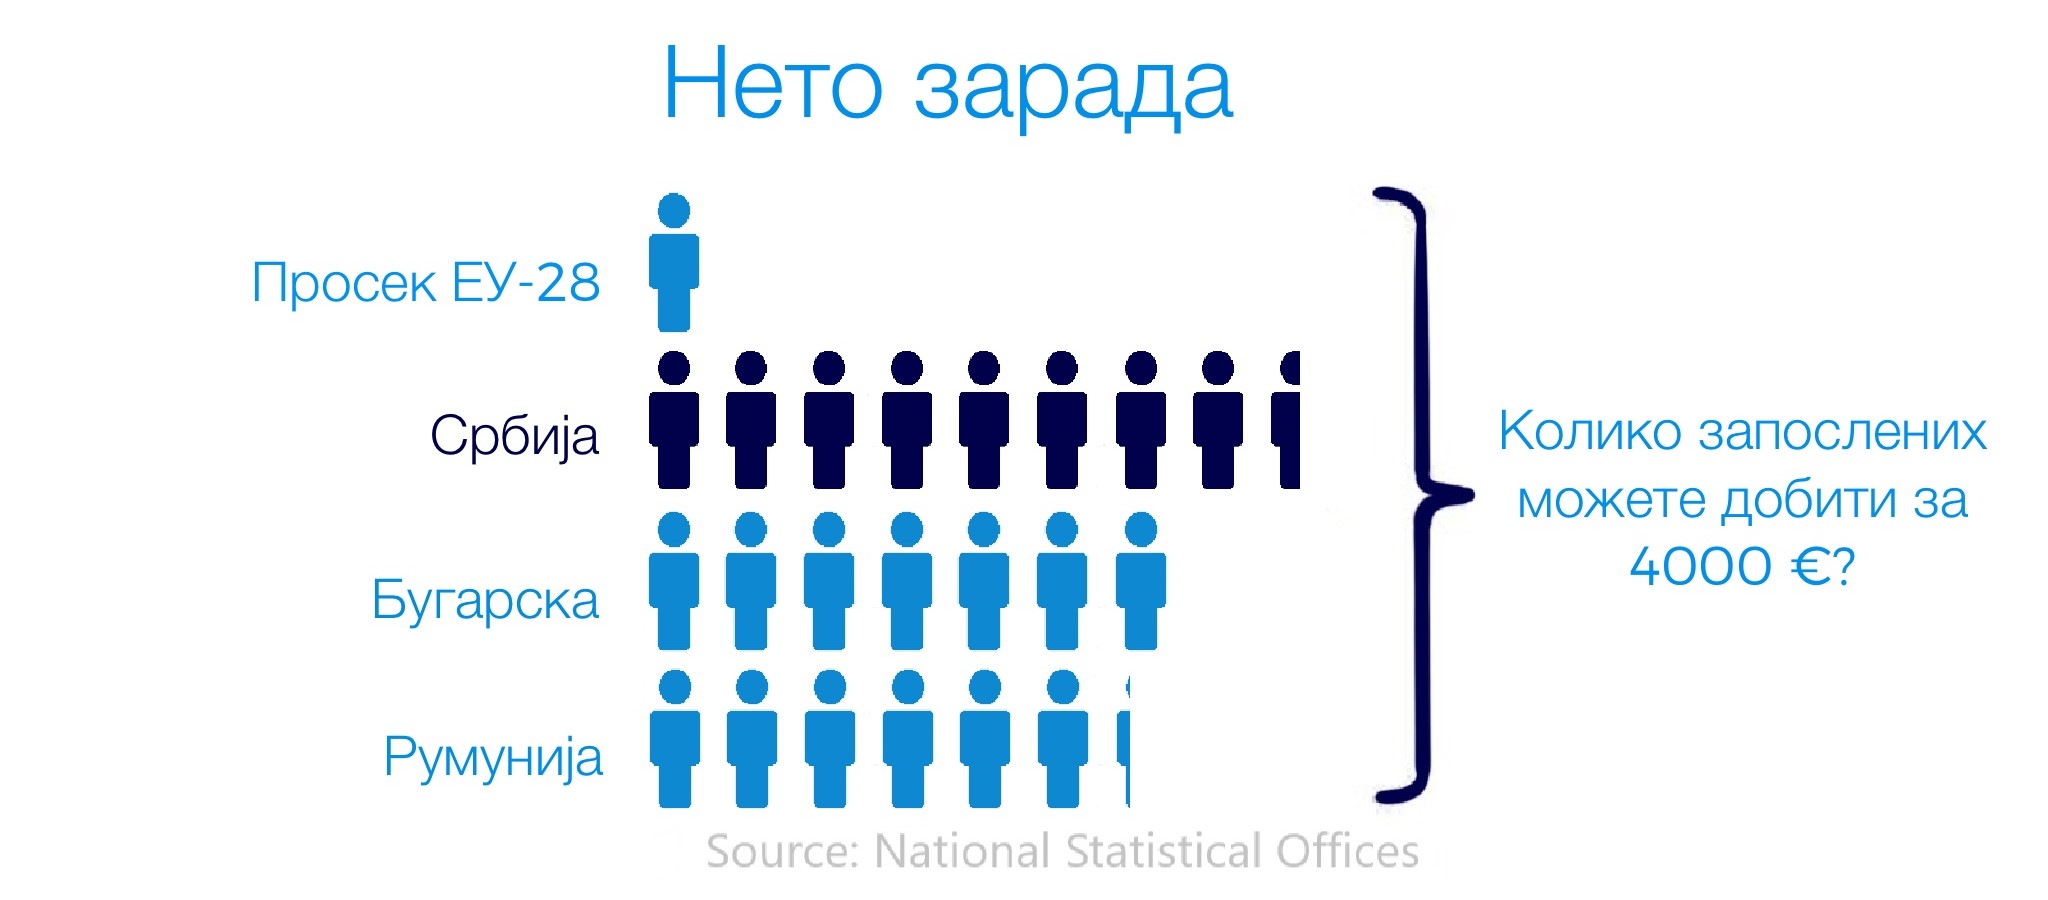 Нето зарада
Просек ЕУ-28
Србија
Бугарска
Румунија
Колико запослених
можете добити за
4000 €?
Source: National Statistical Offices